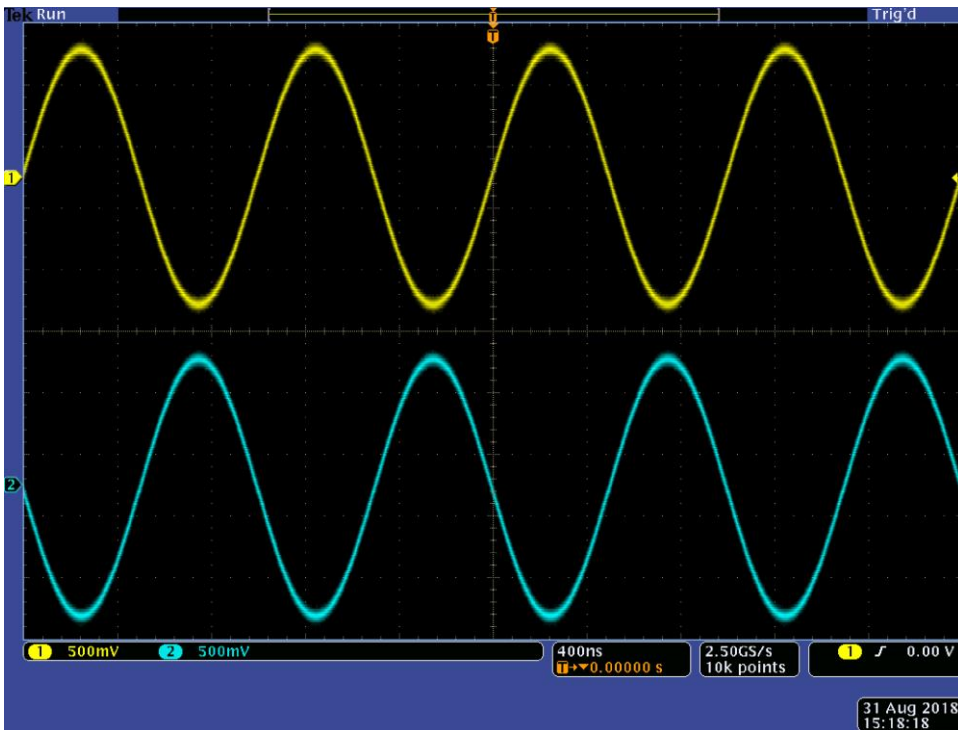 Tek Run Trig'd
T
T
1
2
1 500mV 2 500mV 400ns 2.50GS/s 1 0.00 V
T→▼0.00000 s 10k points
31 Aug 2018
15:18:18